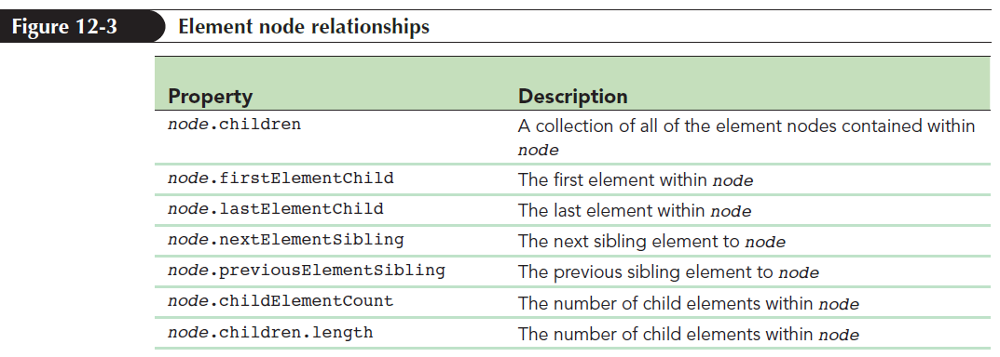 Figure 12-3 Element node relationships
Property Description
node.children A collection of all of the element nodes contained within
node
node.firstElementChild The first element within node
node.lastElementChild The last element within node
node.nextElementSibling The next sibling element to node
node.previousElementSibling The previous sibling element to node
node.childElementCount The number of child elements within node
node.children.length The number of child elements within node